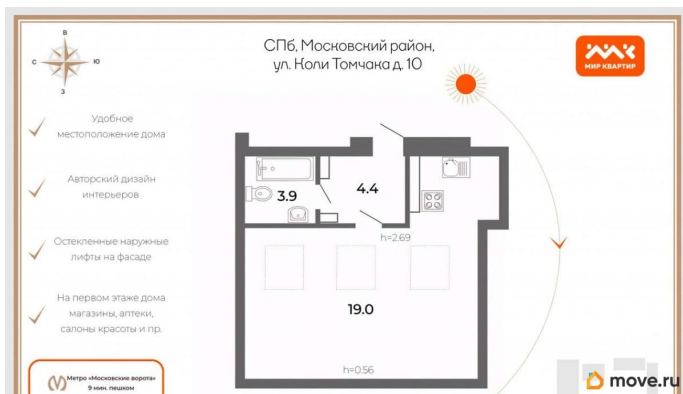 СПб, Московский район,
ул. Коли Томчака д. 10
МИР КВАРТИР
В
С
Ю
З
Удобное
местоположение дома
Авторский дизайн
интерьеров
Остекленные наружные
лифты на фасаде
На первом этаже дома
магазины, аптеки,
салоны красоты и пр.
Метро «Московские ворота»
9 мин. пешком
3.9
4.4
h=2.69
19.0
h=0.56
move.ru